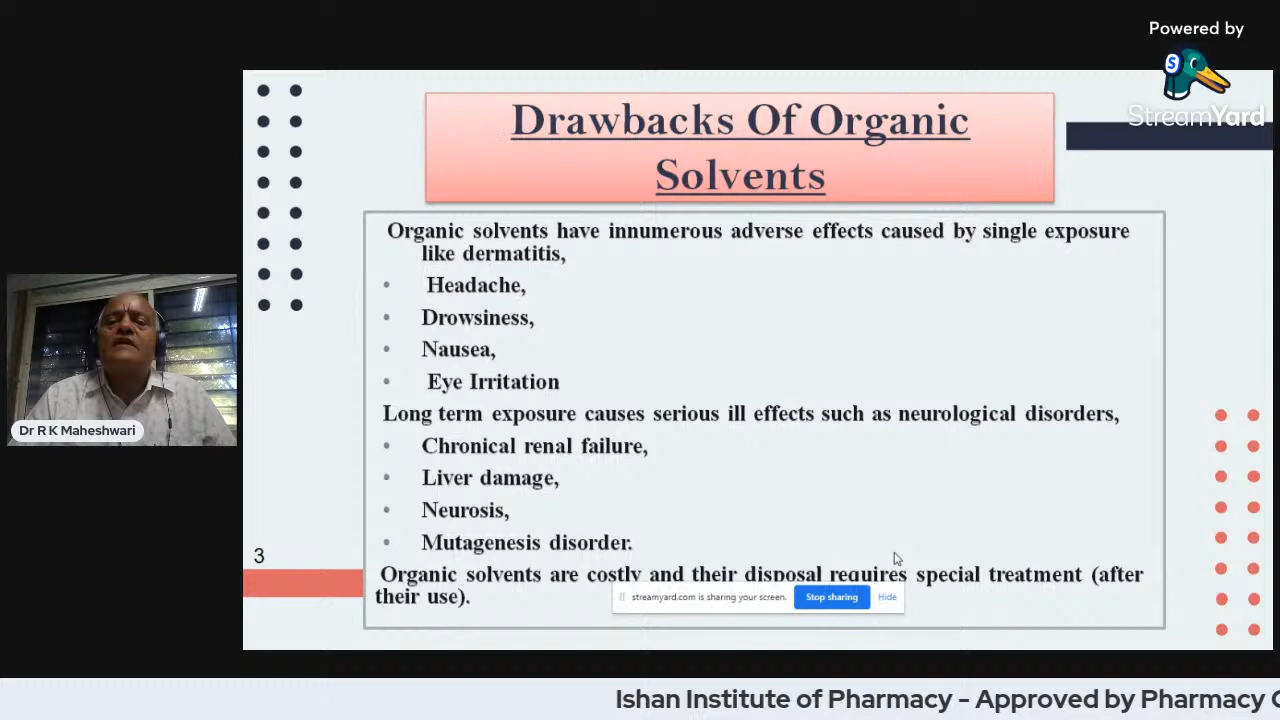 Powered by
StreamYard
Drawbacks Of Organic
Solvents
Organic solvents have innumerous adverse effects caused by single exposure
like dermatitis,
• Headache,
• Drowsiness,
• Nausea,
• Eye Irritation
Long term exposure causes serious ill effects such as neurological disorders,
• Chronical renal failure,
• Liver damage,
• Neurosis,
• Mutagenesis disorder.
Organic solvents are costly and their disposal requires special treatment (after
their use).
3
streamyard.com is sharing your screen. Stop sharing Hide
Dr R K Maheshwari
Ishan Institute of Pharmacy - Approved by Pharmacy